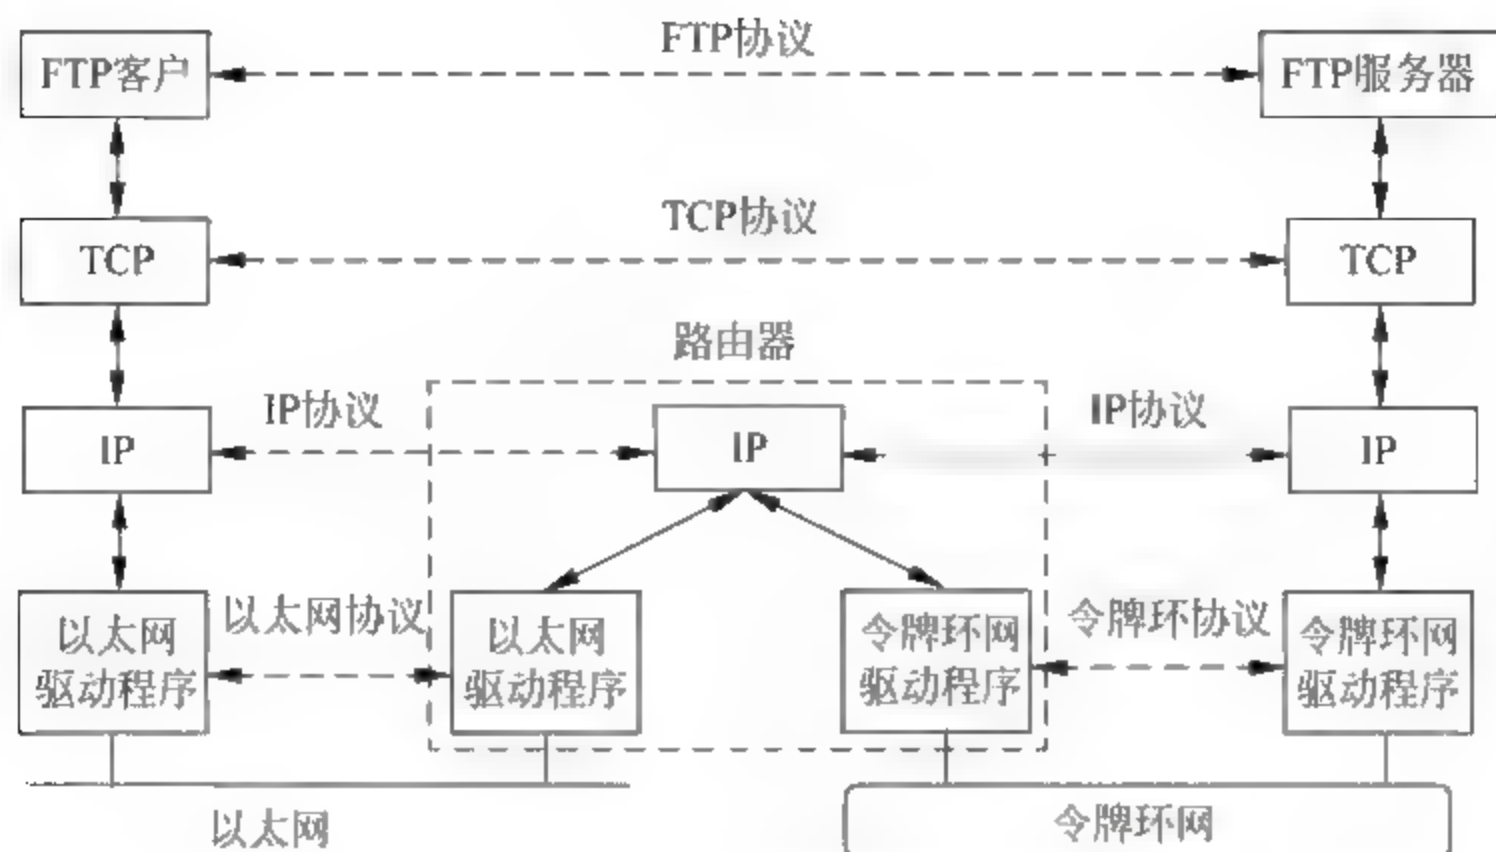 FTP协议
FTP客户
FTP服务器
TCP协议
TCP
TCP
路由器
IP协议
IP协议
IP
IP
IP
以太网协议
令牌环协议
以太网
驱动程序
以太网
驱动程序
令牌环网
驱动程序
令牌环网
驱动程序
以太网
令牌环网